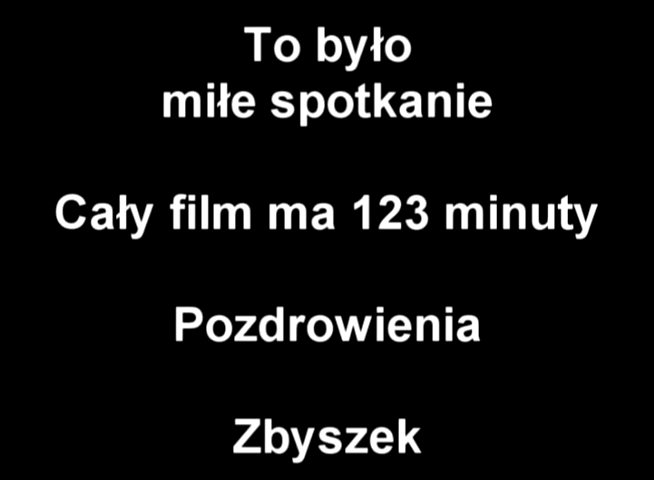 To było
miłe spotkanie
Cały film ma 123 minuty
Pozdrowienia
Zbyszek